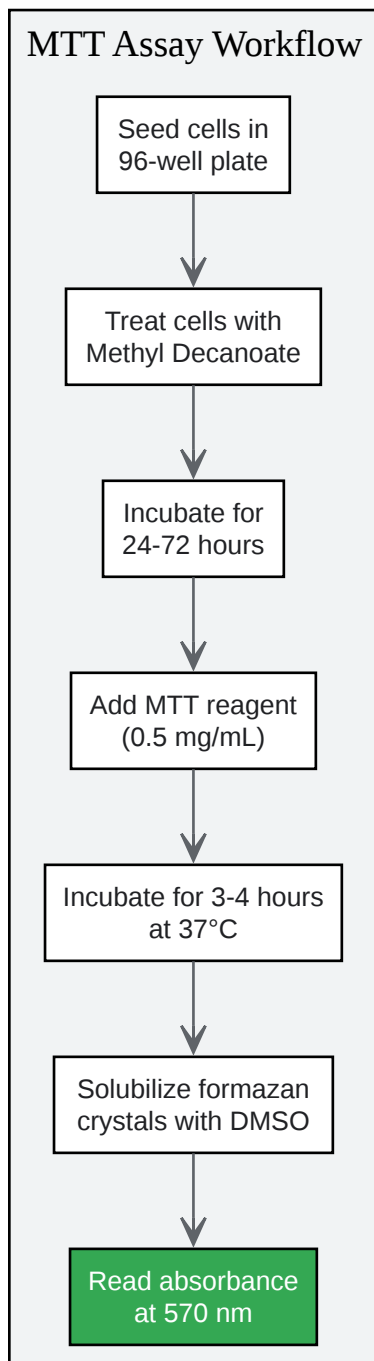 MTT Assay Workflow
Seed cells in
96-well plate
Treat cells with
Methyl Decanoate
Incubate for
24-72 hours
Add MTT reagent
(0.5 mg/mL)
Incubate for 3-4 hours
at 37°C
Solubilize formazan
crystals with DMSO
Read absorbance
at 570 nm